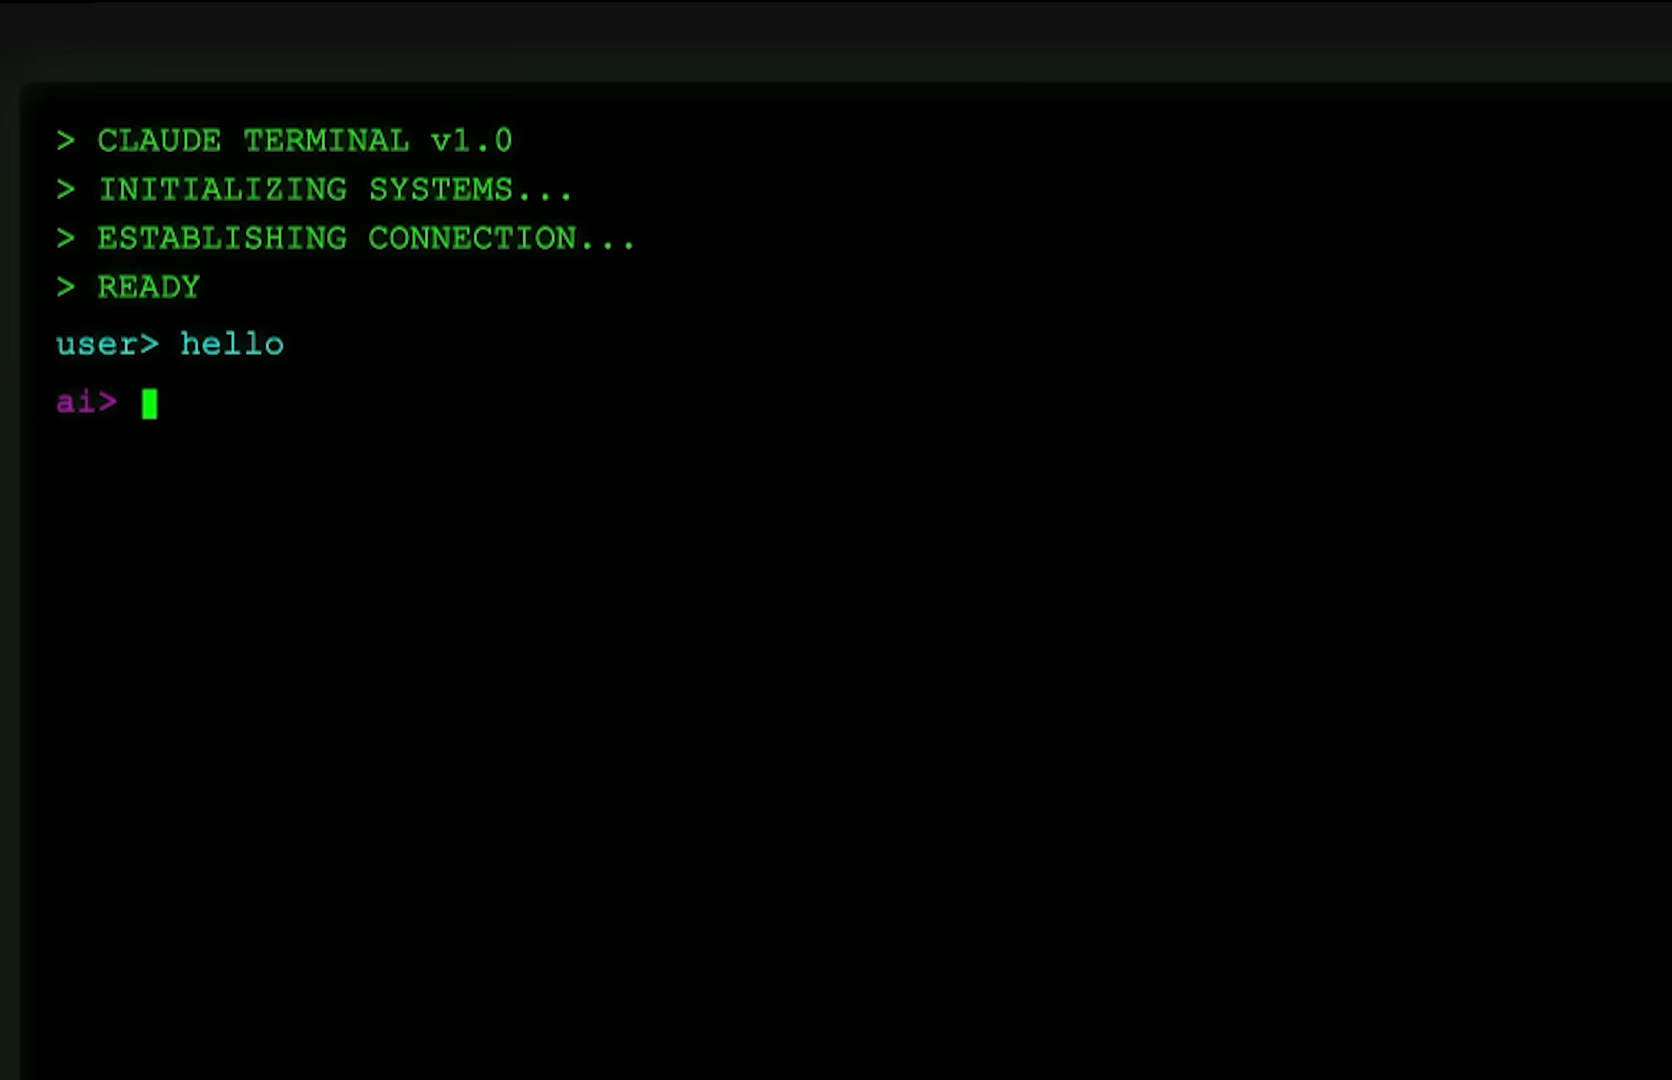 > CLAUDE TERMINAL v1.0
> INITIALIZING SYSTEMS...
> ESTABLISHING CONNECTION...
> READY
user> hello
ai>